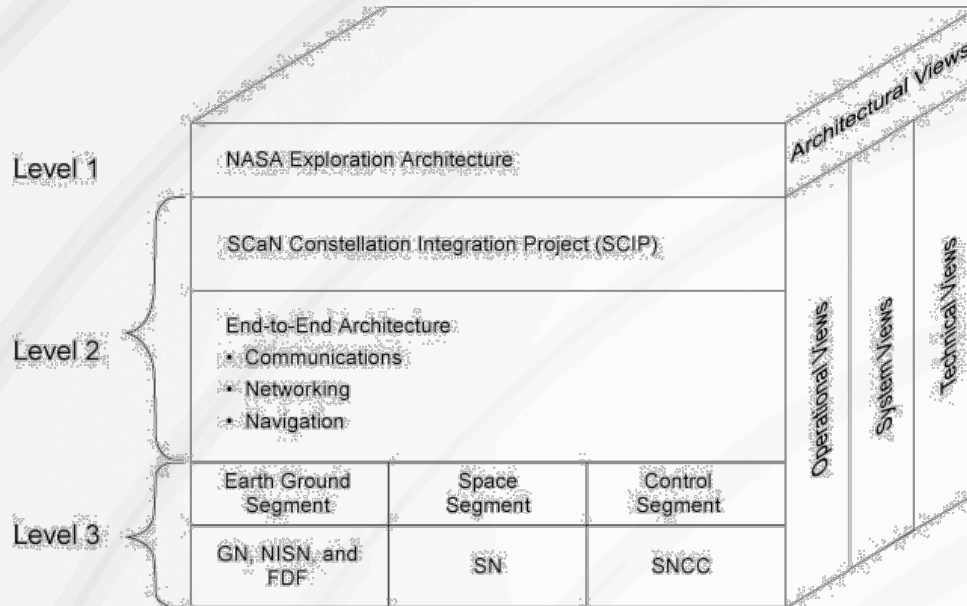 Architectural Views
Level 1
NASA Exploration Architecture
SCaN Constellation Integration Project (SCIP)
Level 2
End-to-End Architecture
• Communications
• Networking
• Navigation
Operational Views
System Views
Technical Views
Level 3
Earth Ground
Segment
Space
Segment
Control
Segment
GN, NISN, and
FDF
SN
SNCC